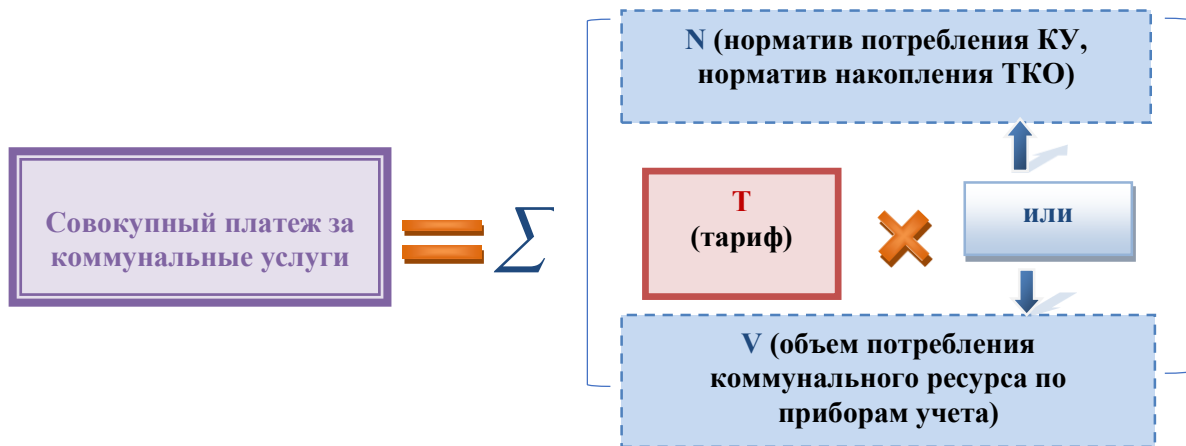 N (норматив потребления КУ,
норматив накопления ТКО)
Совокупный платеж за
коммунальные услуги
=
∑
Т
(тариф)
×
или
V (объем потребления
коммунального ресурса по
приборам учета)